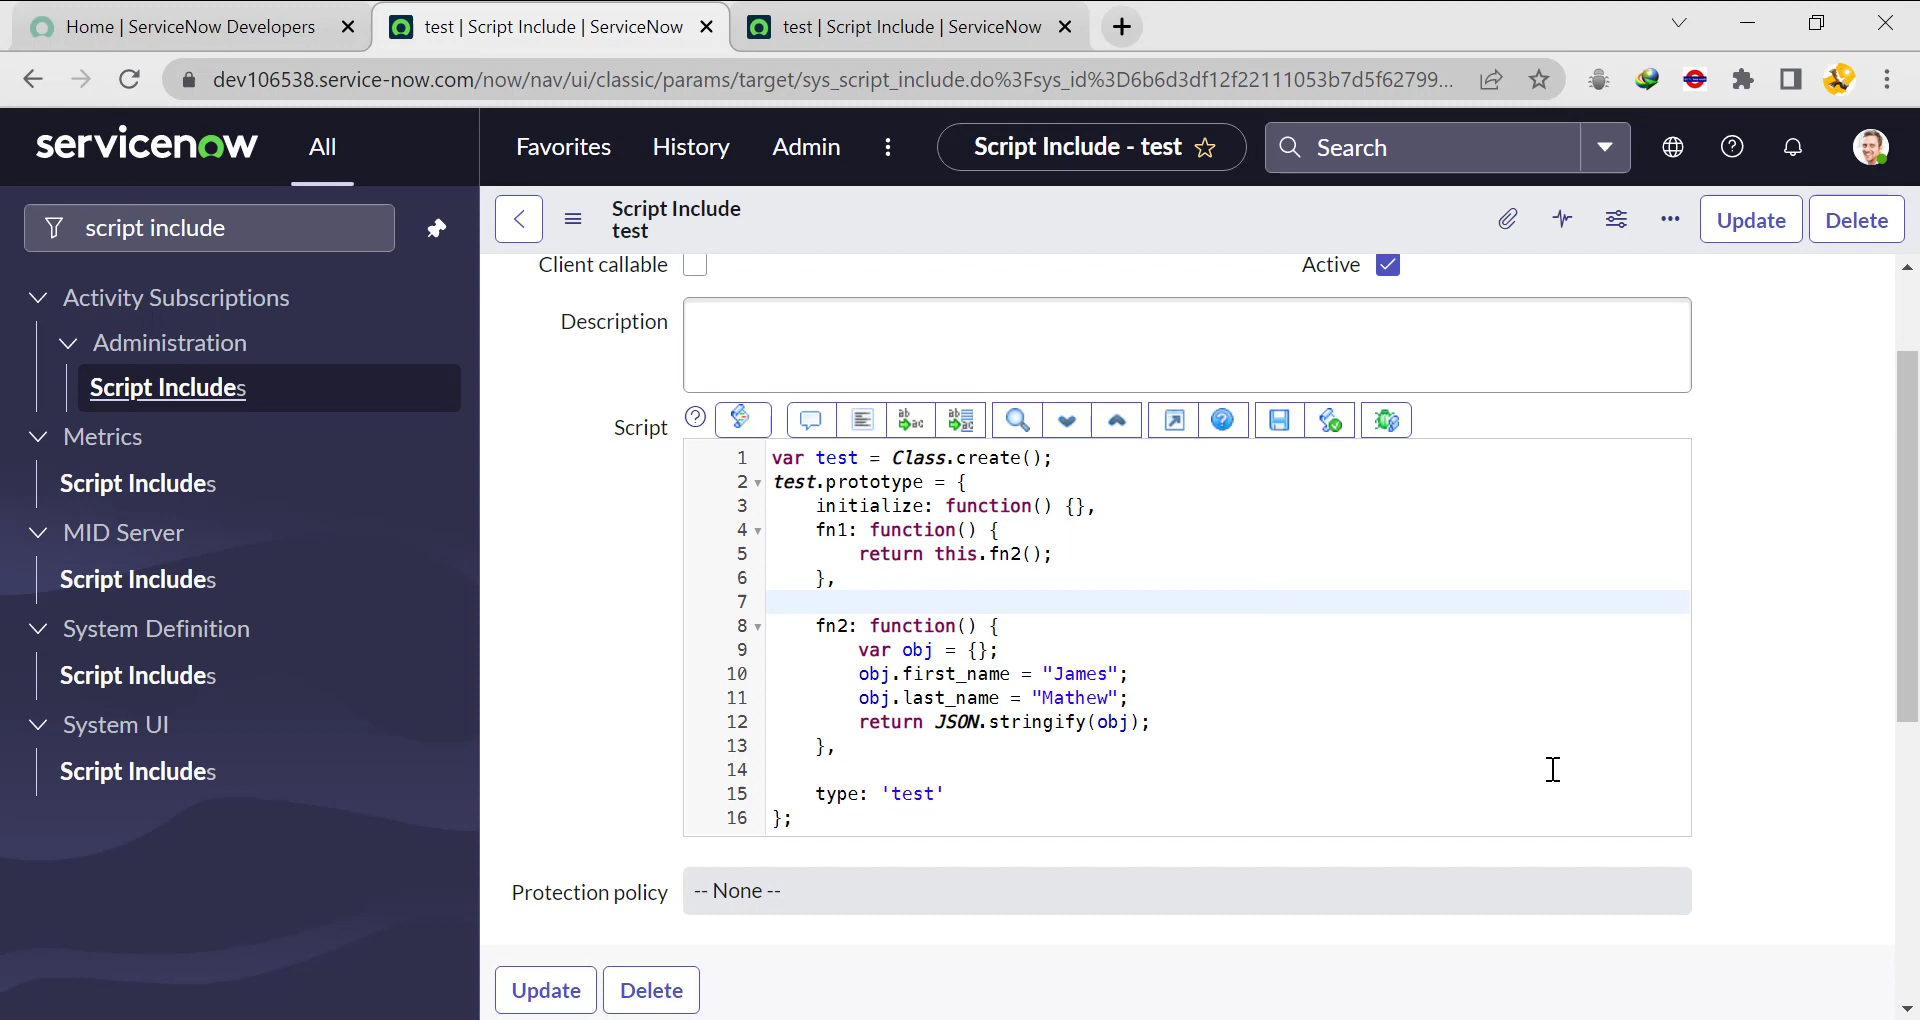 Home | ServiceNow Developers
test | Script Include | ServiceNow
test | Script Include | ServiceNow
dev106538.service-now.com/now/nav/ui/classic/params/target/sys_script_include.do%3Fsys_id%3D6b6d3df12f22111053b7d5f62799...
servicenow
All
Favorites
History
Admin
Script Include - test
Search
script include
Script Include
test
Update
Delete
Activity Subscriptions
Administration
Script Includes
Metrics
Script Includes
MID Server
Script Includes
System Definition
Script Includes
System UI
Script Includes
Client callable
Active
Description
Script
1 var test = Class.create();
2 test.prototype = {
3 initialize: function() {},
4 fn1: function() {
5 return this.fn2();
6 },
7
8 fn2: function() {
9 var obj = {};
10 obj.first_name = "James";
11 obj.last_name = "Mathew";
12 return JSON.stringify(obj);
13 },
14
15 type: 'test'
16 };
Protection policy
-- None --
Update
Delete